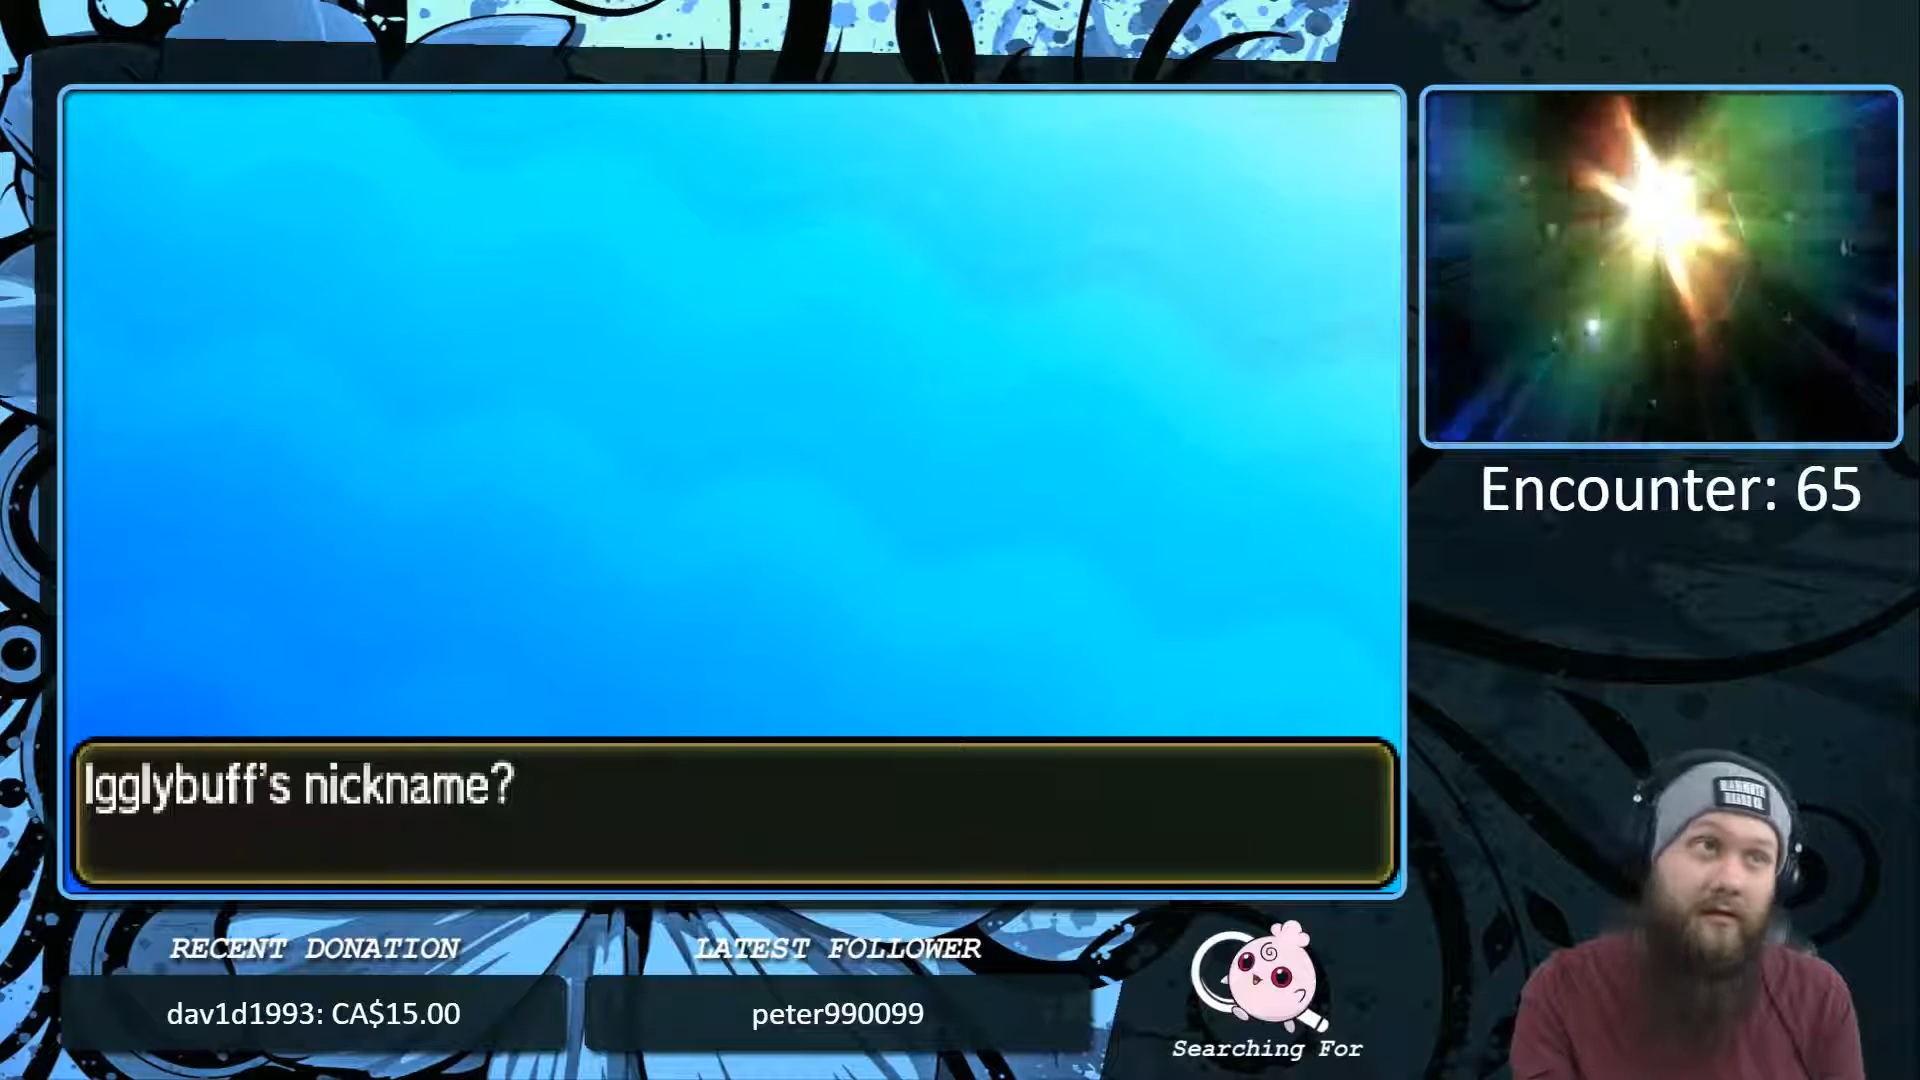 Encounter: 65
Igglybuff's nickname?
RECENT DONATION
LATEST FOLLOWER
dav1d1993: CA$15.00
peter990099
Searching For